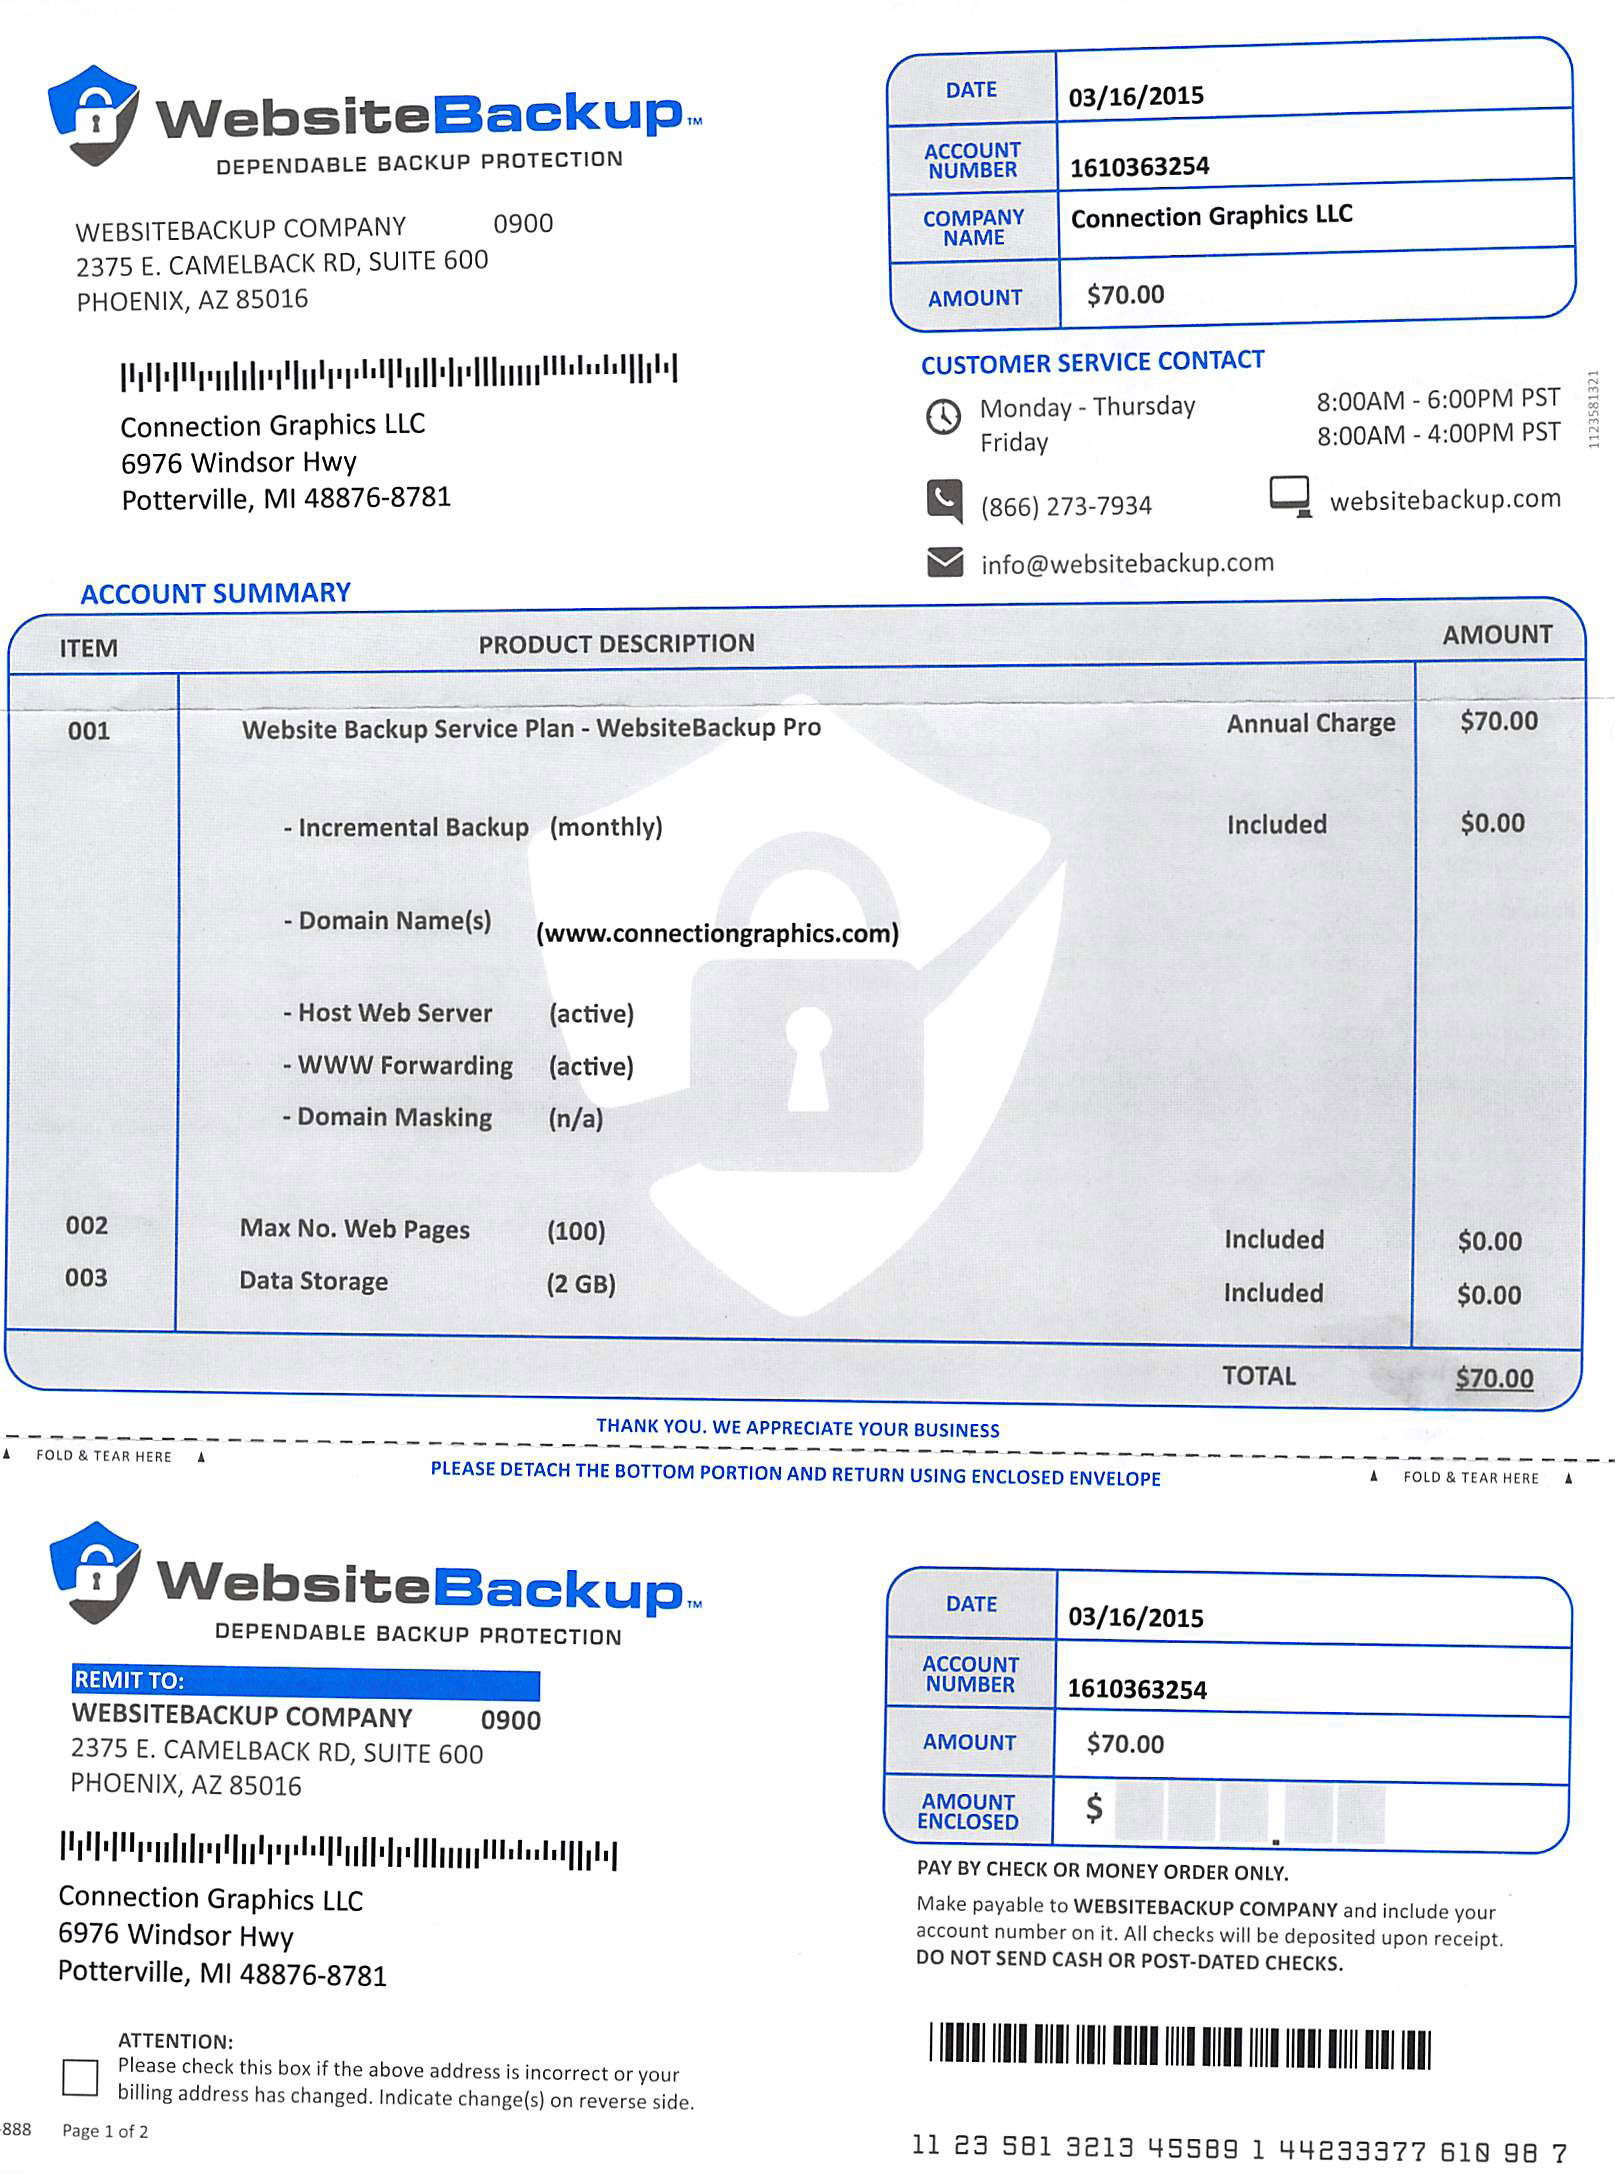 WebsiteBackup™
DEPENDABLE BACKUP PROTECTION
WEBSITEBACKUP COMPANY 0900
2375 E. CAMELBACK RD, SUITE 600
PHOENIX, AZ 85016
Connection Graphics LLC
6976 Windsor Hwy
Potterville, MI 48876-8781
DATE 03/16/2015
ACCOUNT NUMBER 1610363254
COMPANY NAME Connection Graphics LLC
AMOUNT $70.00
CUSTOMER SERVICE CONTACT
Monday - Thursday 8:00AM - 6:00PM PST
Friday 8:00AM - 4:00PM PST
(866) 273-7934 websitebackup.com
info@websitebackup.com
1123581321
ACCOUNT SUMMARY
ITEM PRODUCT DESCRIPTION AMOUNT
001 Website Backup Service Plan - WebsiteBackup Pro Annual Charge $70.00
- Incremental Backup (monthly) Included $0.00
- Domain Name(s) (www.connectiongraphics.com)
- Host Web Server (active)
- WWW Forwarding (active)
- Domain Masking (n/a)
002 Max No. Web Pages (100) Included $0.00
003 Data Storage (2 GB) Included $0.00
TOTAL $70.00
THANK YOU. WE APPRECIATE YOUR BUSINESS
FOLD & TEAR HERE
PLEASE DETACH THE BOTTOM PORTION AND RETURN USING ENCLOSED ENVELOPE
FOLD & TEAR HERE
WebsiteBackup™
DEPENDABLE BACKUP PROTECTION
REMIT TO:
WEBSITEBACKUP COMPANY 0900
2375 E. CAMELBACK RD, SUITE 600
PHOENIX, AZ 85016
Connection Graphics LLC
6976 Windsor Hwy
Potterville, MI 48876-8781
ATTENTION:
Please check this box if the above address is incorrect or your
billing address has changed. Indicate change(s) on reverse side.
-888 Page 1 of 2
DATE 03/16/2015
ACCOUNT NUMBER 1610363254
AMOUNT $70.00
AMOUNT ENCLOSED $ .
PAY BY CHECK OR MONEY ORDER ONLY.
Make payable to WEBSITEBACKUP COMPANY and include your
account number on it. All checks will be deposited upon receipt.
DO NOT SEND CASH OR POST-DATED CHECKS.
11 23 581 3213 45589 1 44233377 610 98 7